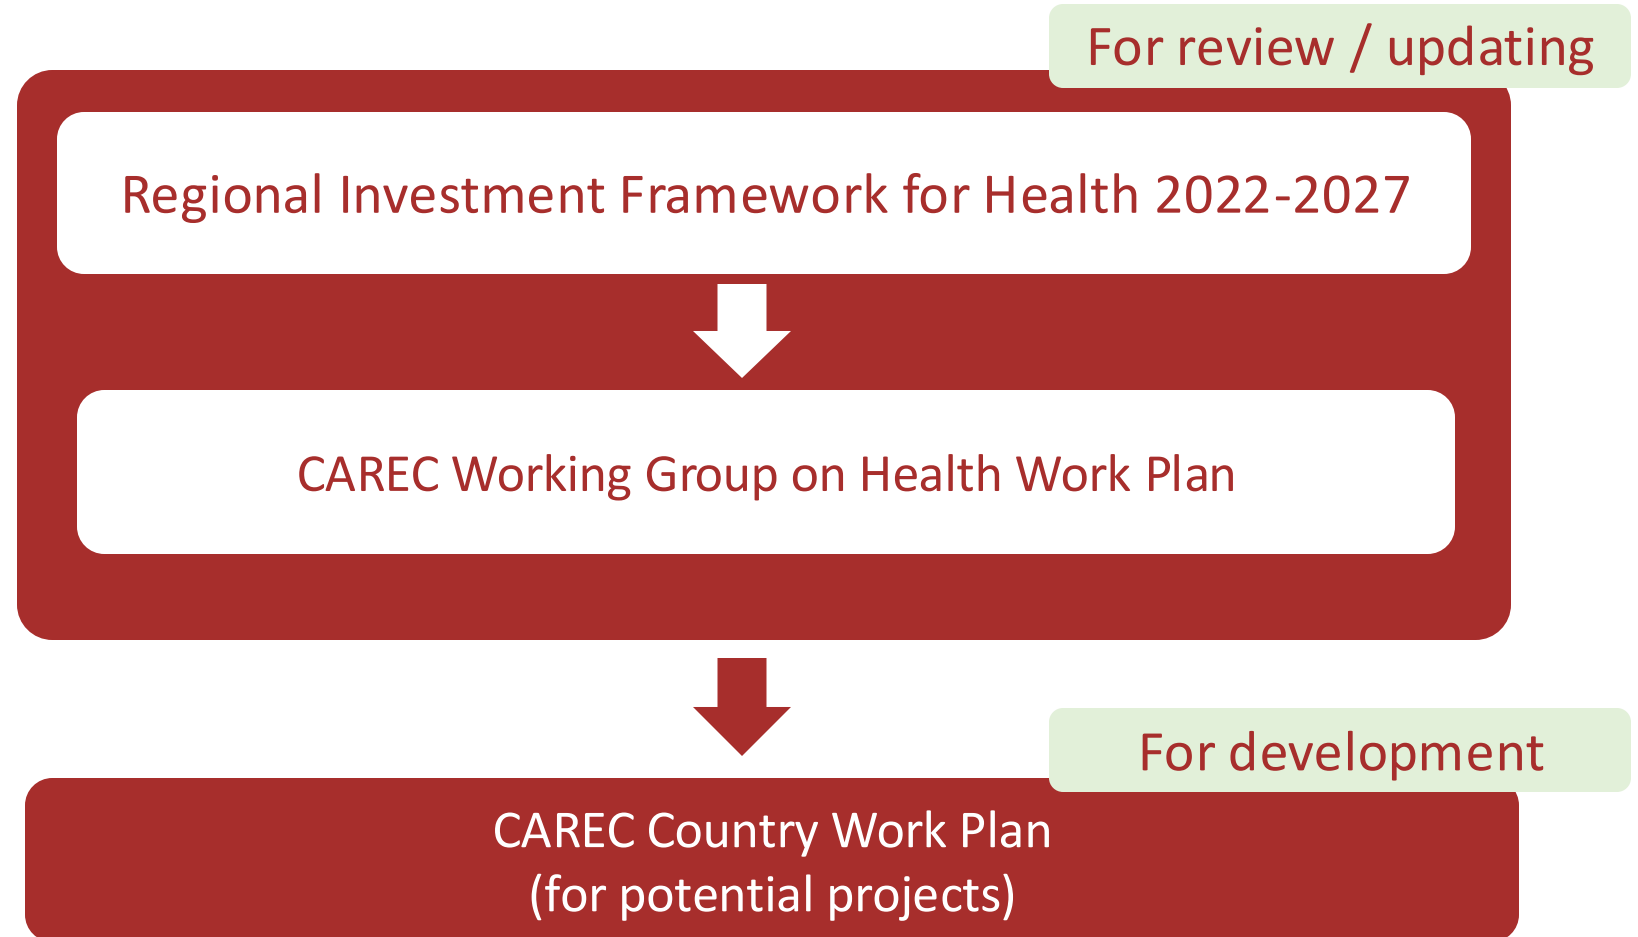 For review / updating
Regional Investment Framework for Health 2022-2027
CAREC Working Group on Health Work Plan
For development
CAREC Country Work Plan
(for potential projects)